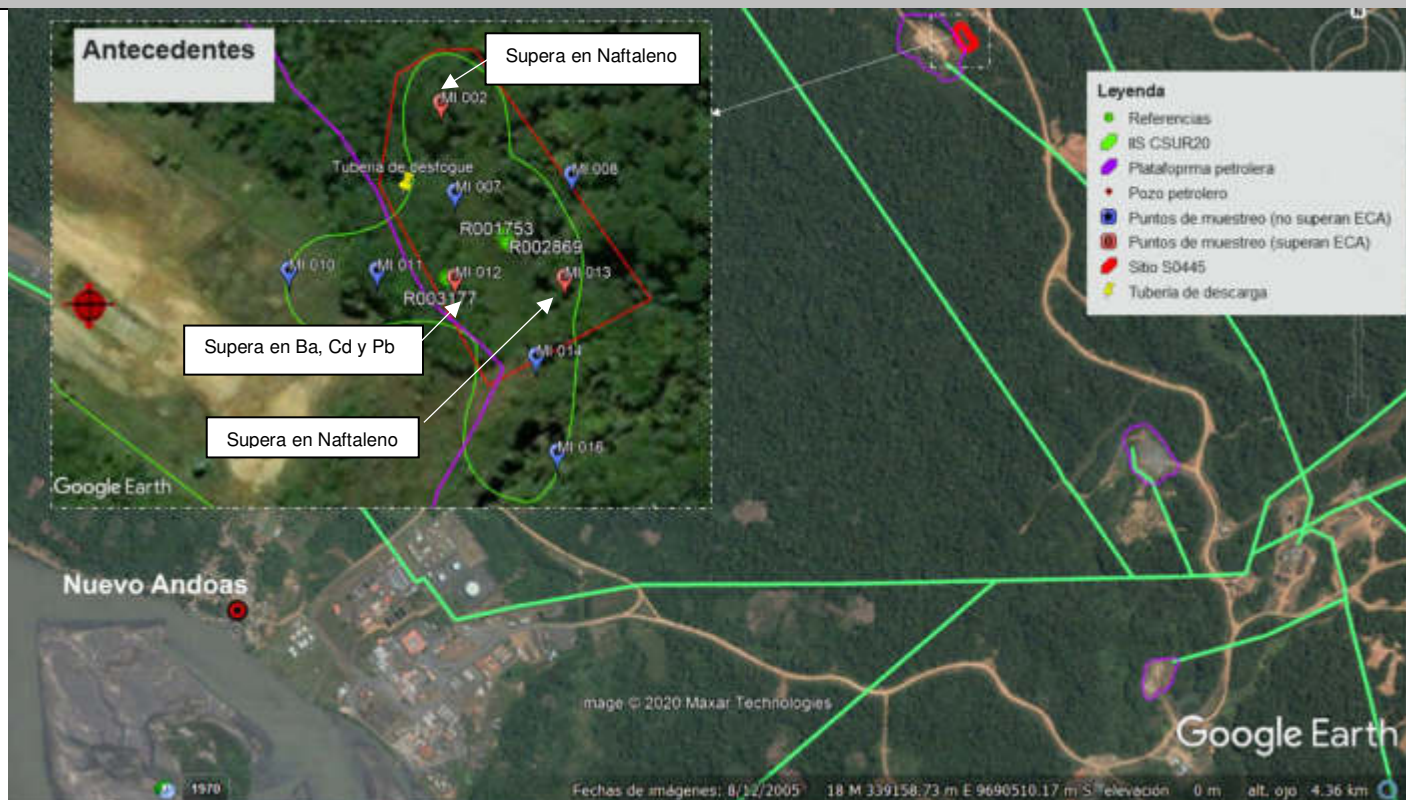 Antecedentes
Supera en Naftaleno
MI 002
Tuberia de desfogue
MI 007
MI 008
R001753
R002869
MI 010
MI 011
MI 012
MI 013
R003177
Supera en Ba, Cd y Pb
MI 014
Supera en Naftaleno
MI 016
Google Earth
N
Leyenda
Referencias
IIS CSUR20
Plataforma petrolera
Pozo petrolero
Puntos de muestreo (no superan ECA)
Puntos de muestreo (superan ECA)
Sitio S0445
Tuberia de descarga
Nuevo Andoas
Image © 2020 Maxar Technologies
Google Earth
1970
Fechas de imágenes: 8/12/2005 18 M 339158.73 m E 9690510.17 m S elevación 0 m alt. ojo 4.36 km